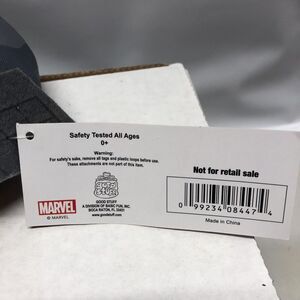 Safety Tested All Ages
0+
Warning:
For safety's sake, remove all tags and plastic loops before use.
These attachments are not part of this item.
Not for retail sale
GOOD STUFF
GOOD STUFF
A DIVISION OF BASIC FUN, INC.
BOCA RATON, FL 33431
www.goodstuff.com
MARVEL
© MARVEL
0 99234 08447 4
Made in China